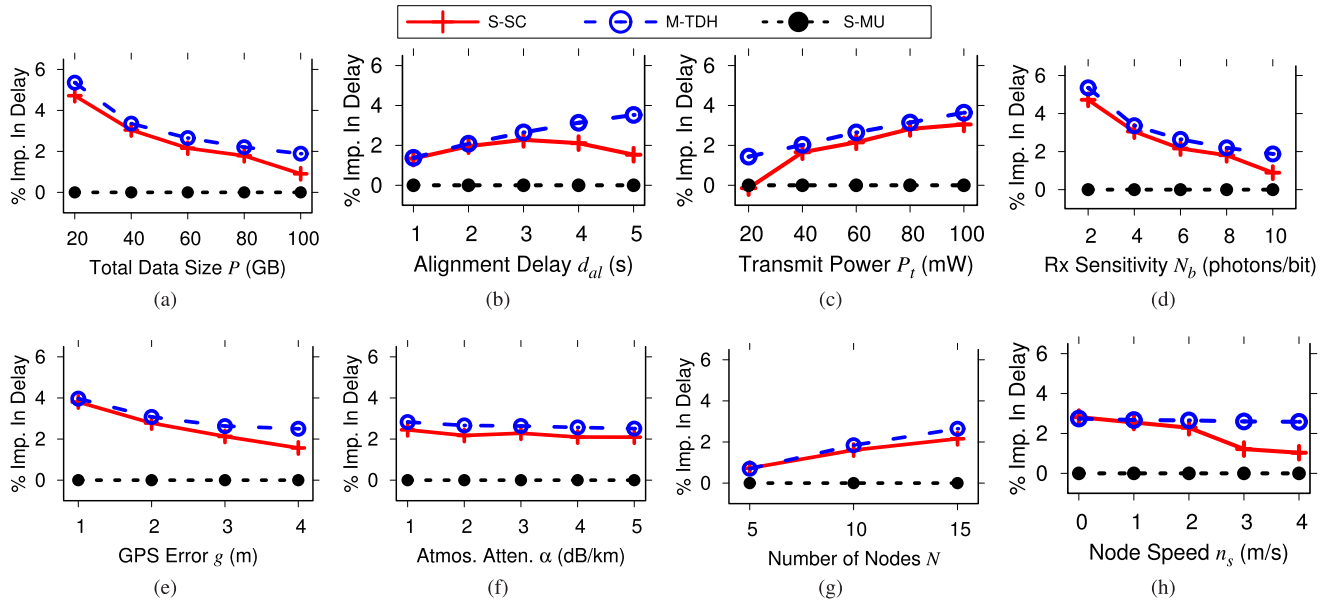 S-SC M-TDH S-MU
% Imp. In Delay
6
4
2
0
20 40 60 80 100
Total Data Size P (GB)
(a)
% Imp. In Delay
6
4
2
0
1 2 3 4 5
Alignment Delay d_al (s)
(b)
% Imp. In Delay
6
4
2
0
20 40 60 80 100
Transmit Power P_t (mW)
(c)
% Imp. In Delay
6
4
2
0
2 4 6 8 10
Rx Sensitivity N_b (photons/bit)
(d)
% Imp. In Delay
6
4
2
0
1 2 3 4
GPS Error g (m)
(e)
% Imp. In Delay
6
4
2
0
1 2 3 4 5
Atmos. Atten. α (dB/km)
(f)
% Imp. In Delay
6
4
2
0
5 10 15
Number of Nodes N
(g)
% Imp. In Delay
6
4
2
0
0 1 2 3 4
Node Speed n_s (m/s)
(h)